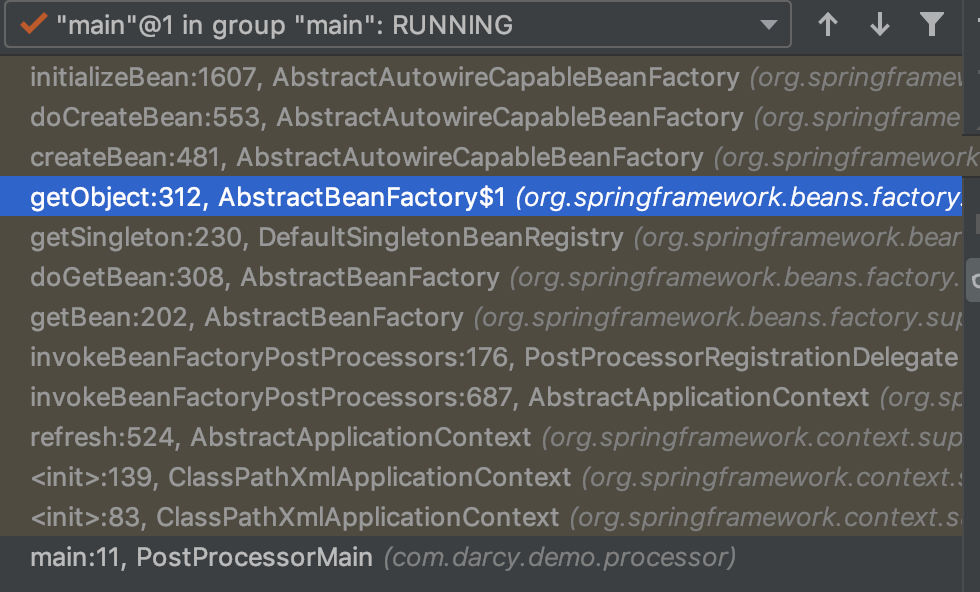 "main"@1 in group "main": RUNNING
initializeBean:1607, AbstractAutowireCapableBeanFactory (org.springframew
doCreateBean:553, AbstractAutowireCapableBeanFactory (org.springframe
createBean:481, AbstractAutowireCapableBeanFactory (org.springframework
getObject:312, AbstractBeanFactory$1 (org.springframework.beans.factory.
getSingleton:230, DefaultSingletonBeanRegistry (org.springframework.bean
doGetBean:308, AbstractBeanFactory (org.springframework.beans.factory.
getBean:202, AbstractBeanFactory (org.springframework.beans.factory.sup
invokeBeanFactoryPostProcessors:176, PostProcessorRegistrationDelegate
invokeBeanFactoryPostProcessors:687, AbstractApplicationContext (org.sp
refresh:524, AbstractApplicationContext (org.springframework.context.sup
<init>:139, ClassPathXmlApplicationContext (org.springframework.context.s
<init>:83, ClassPathXmlApplicationContext (org.springframework.context.s
main:11, PostProcessorMain (com.darcy.demo.processor)